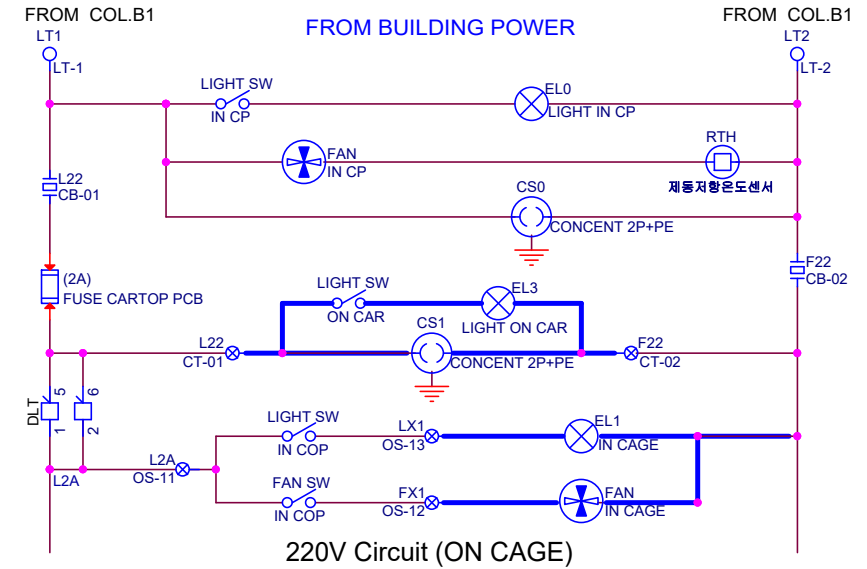 FROM COL.B1
FROM BUILDING POWER
FROM COL.B1
LT1
LT2
LT-1
LT-2
LIGHT SW
IN CP
EL0
LIGHT IN CP
FAN
IN CP
RTH
제동저항온도센서
L22
CB-01
CS0
CONCENT 2P+PE
F22
CB-02
(2A)
FUSE CARTOP PCB
LIGHT SW
ON CAR
EL3
LIGHT ON CAR
L22
CT-01
CS1
CONCENT 2P+PE
F22
CT-02
DLT
5
1
6
2
LIGHT SW
IN COP
LX1
OS-13
EL1
IN CAGE
L2A
L2A
OS-11
FAN SW
IN COP
FX1
OS-12
FAN
IN CAGE
220V Circuit (ON CAGE)